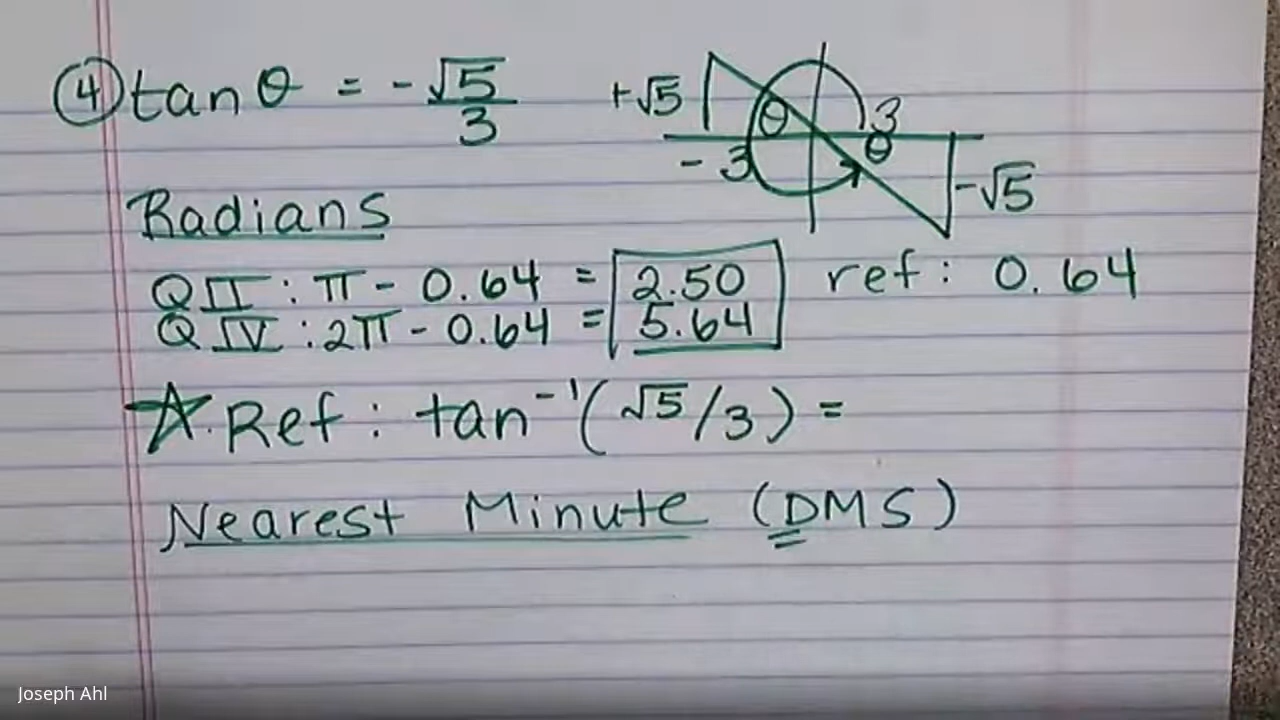 ④ tan θ = -√5/3
+√5 θ 3
- 3 θ -√5
Radians
Q II : π - 0.64 = 2.50 ref: 0.64
Q IV : 2π - 0.64 = 5.64
☆. Ref : tan⁻¹(√5/3) =
Nearest Minute (DMS)
Joseph Ahl